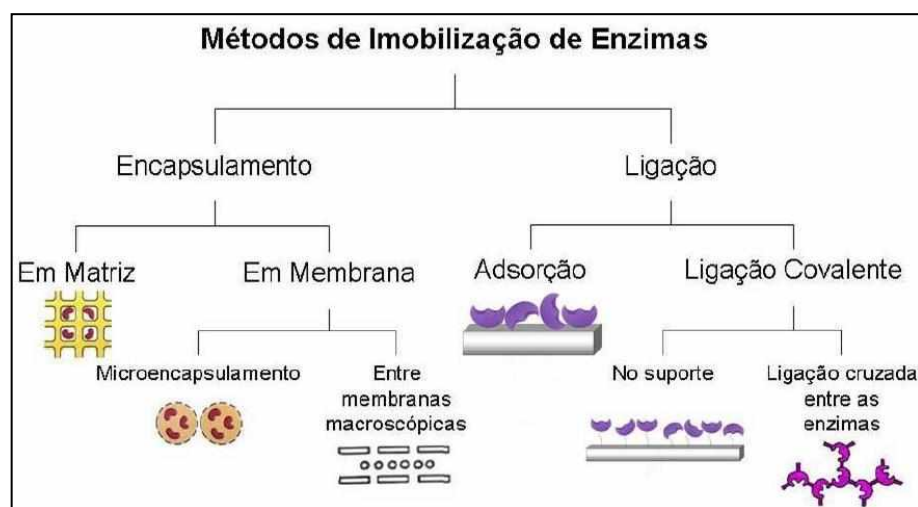 Métodos de Imobilização de Enzimas
Encapsulamento
Ligação
Em Matriz
Em Membrana
Adsorção
Ligação Covalente
Microencapsulamento
Entre
membranas
macroscópicas
No suporte
Ligação cruzada
entre as
enzimas